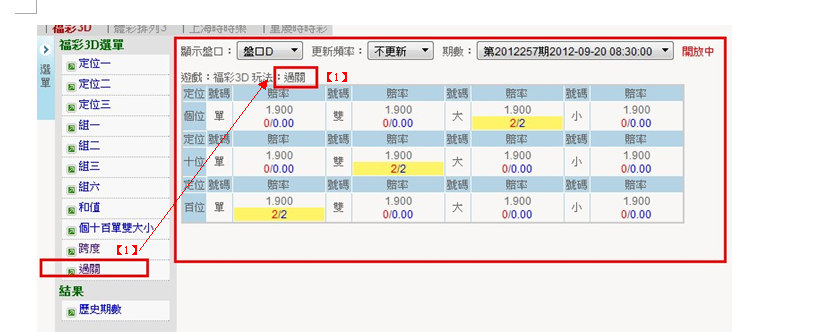 福彩3D 體彩排列3 上海時時樂 重慶時時彩
選單
福彩3D選單
定位一
定位二
定位三
組一
組二
組三
組六
和值
個十百單雙大小
跨度 【1】
過關
結果
歷史期數
顯示盤口： 盤口D 更新頻率： 不更新 期數： 第2012257期2012-09-20 08:30:00 開放中
遊戲：福彩3D 玩法：過關 【1】
定位 號碼 賠率 號碼 賠率 號碼 賠率 號碼 賠率
個位 單 1.900 雙 1.900 大 1.900 小 1.900
0/0.00 0/0.00 2/2 0/0.00
定位 號碼 賠率 號碼 賠率 號碼 賠率 號碼 賠率
十位 單 1.900 雙 1.900 大 1.900 小 1.900
0/0.00 2/2 0/0.00 0/0.00
定位 號碼 賠率 號碼 賠率 號碼 賠率 號碼 賠率
百位 單 1.900 雙 1.900 大 1.900 小 1.900
2/2 0/0.00 0/0.00 0/0.00